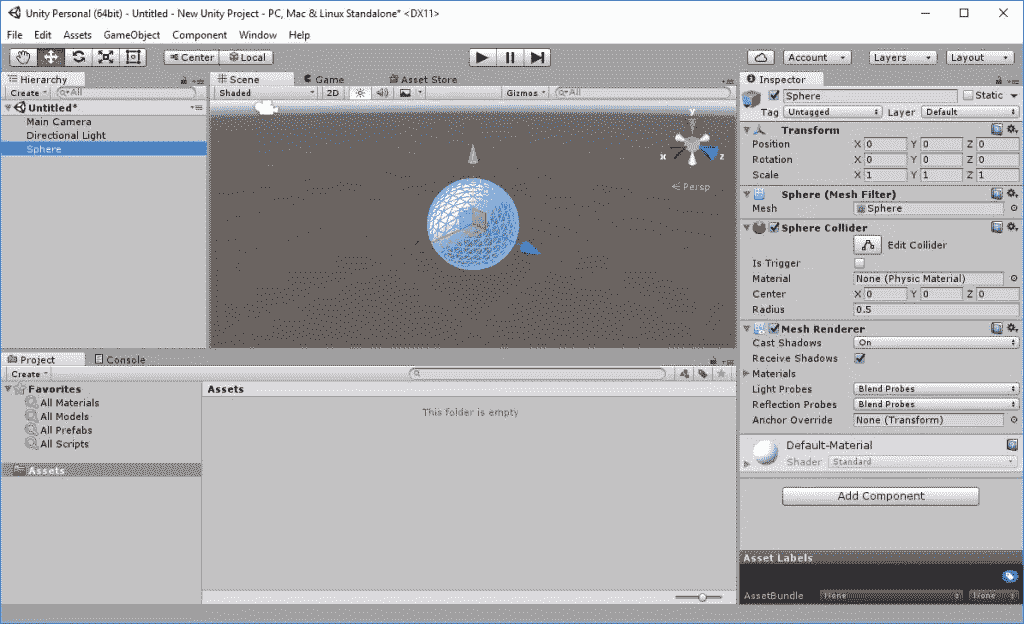 Unity Personal (64bit) - Untitled - New Unity Project - PC, Mac & Linux Standalone* <DX11>
File Edit Assets GameObject Component Window Help
Center Local Account Layers Layout
Hierarchy
Create All
Untitled*
Main Camera
Directional Light
Sphere
Scene Game Asset Store
Shaded 2D Gizmos All
y
x z
Persp
Inspector
Sphere Static
Tag Untagged Layer Default
Transform
Position X 0 Y 0 Z 0
Rotation X 0 Y 0 Z 0
Scale X 1 Y 1 Z 1
Sphere (Mesh Filter)
Mesh Sphere
Sphere Collider
Edit Collider
Is Trigger
Material None (Physic Material)
Center X 0 Y 0 Z 0
Radius 0.5
Mesh Renderer
Cast Shadows On
Receive Shadows
Materials
Light Probes Blend Probes
Reflection Probes Blend Probes
Anchor Override None (Transform)
Default-Material
Shader Standard
Add Component
Asset Labels
AssetBundle None None
Project Console
Create
Favorites
All Materials
All Models
All Prefabs
All Scripts
Assets
Assets
This folder is empty